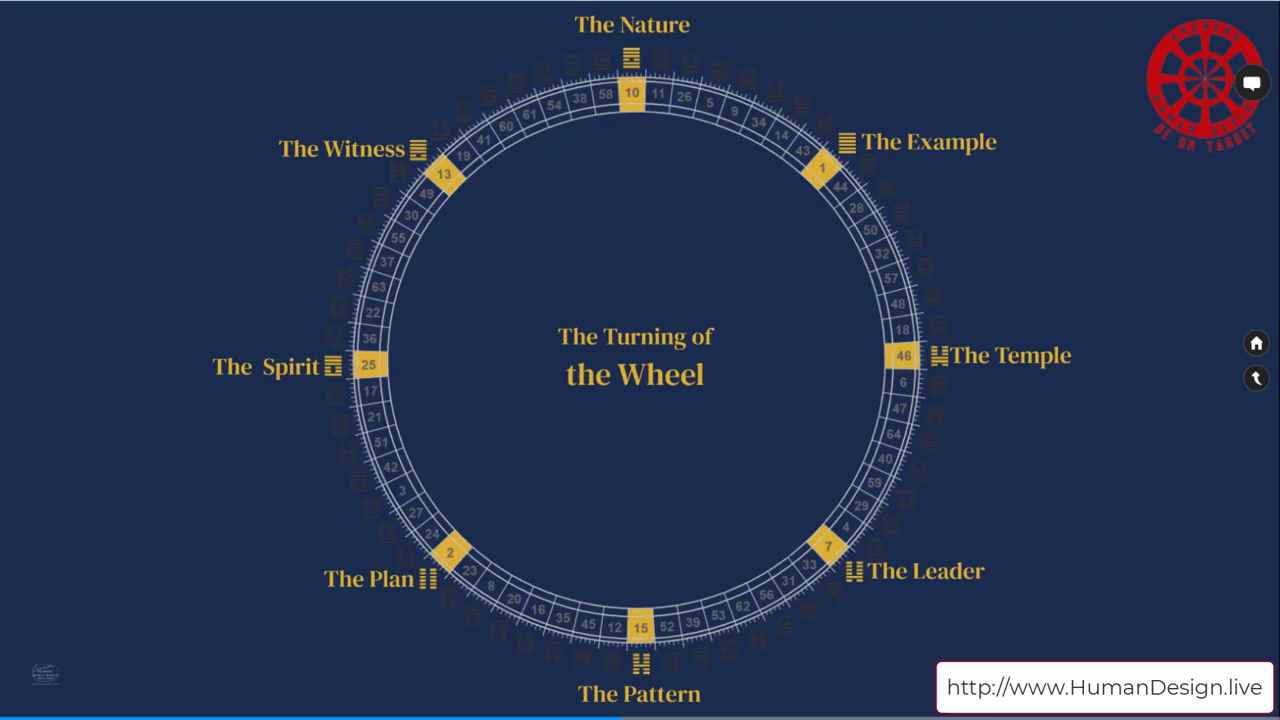 The Nature
10 11 26 5 9 34 14 43 1 44 28 50 32 57 48 18 46 6 47 64 40 59 29 4 7 33 31 56 62 53 39 52 15 12 45 35 16 20 8 23 2 24 27 3 42 51 21 17 25 36 22 63 37 55 30 49 13 19 41 60 61 54 38 58
The Witness
The Example
BE ON TARGET
The Turning of
the Wheel
The Spirit
The Temple
The Plan
The Leader
The Pattern
http://www.HumanDesign.live